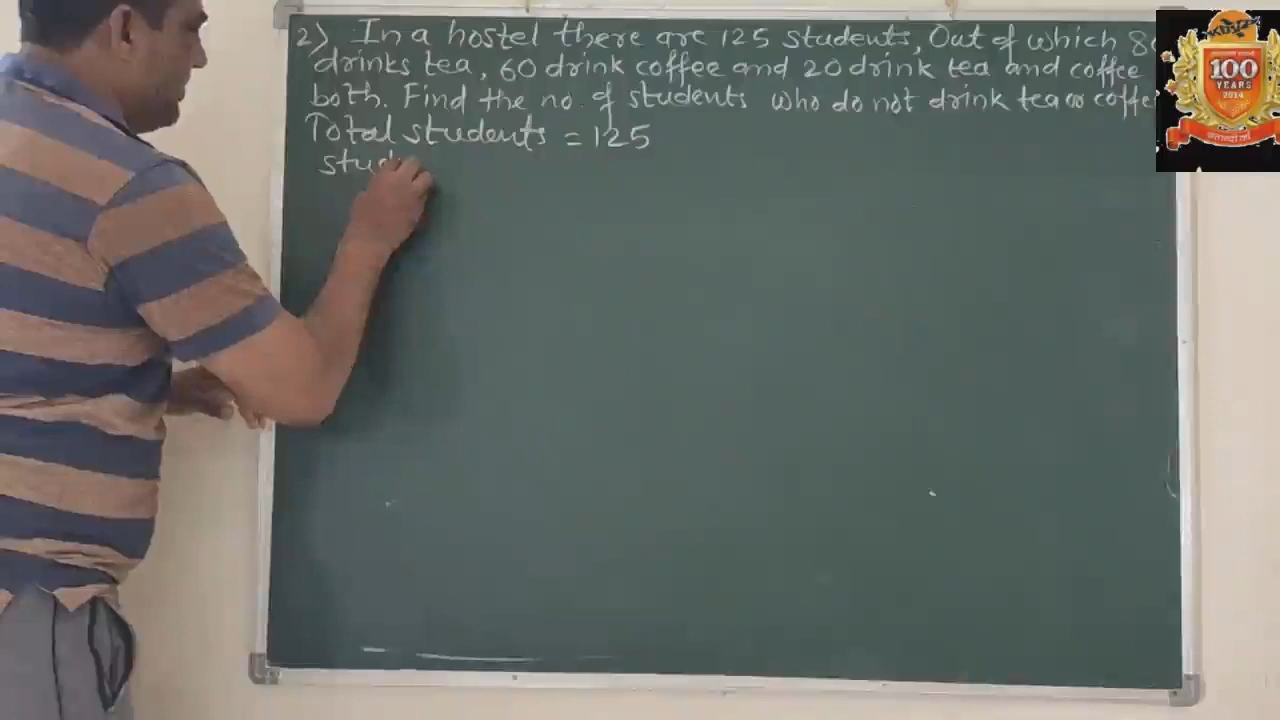 2) In a hostel there are 125 students, Out of which 8
drinks tea, 60 drink coffee and 20 drink tea and coffee
both. Find the no. of students who do not drink tea or coffe
Total students = 125
stud
100
YEARS
2014